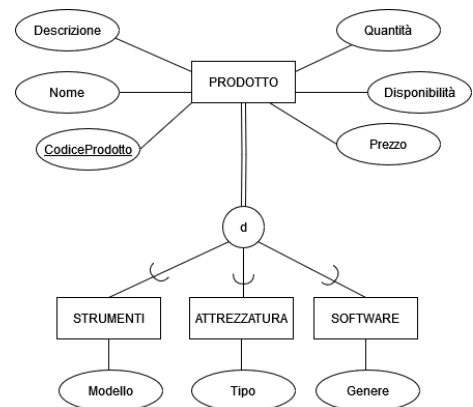 Descrizione
Quantità
PRODOTTO
Nome
Disponibilità
CodiceProdotto
Prezzo
d
STRUMENTI
ATTREZZATURA
SOFTWARE
Modello
Tipo
Genere